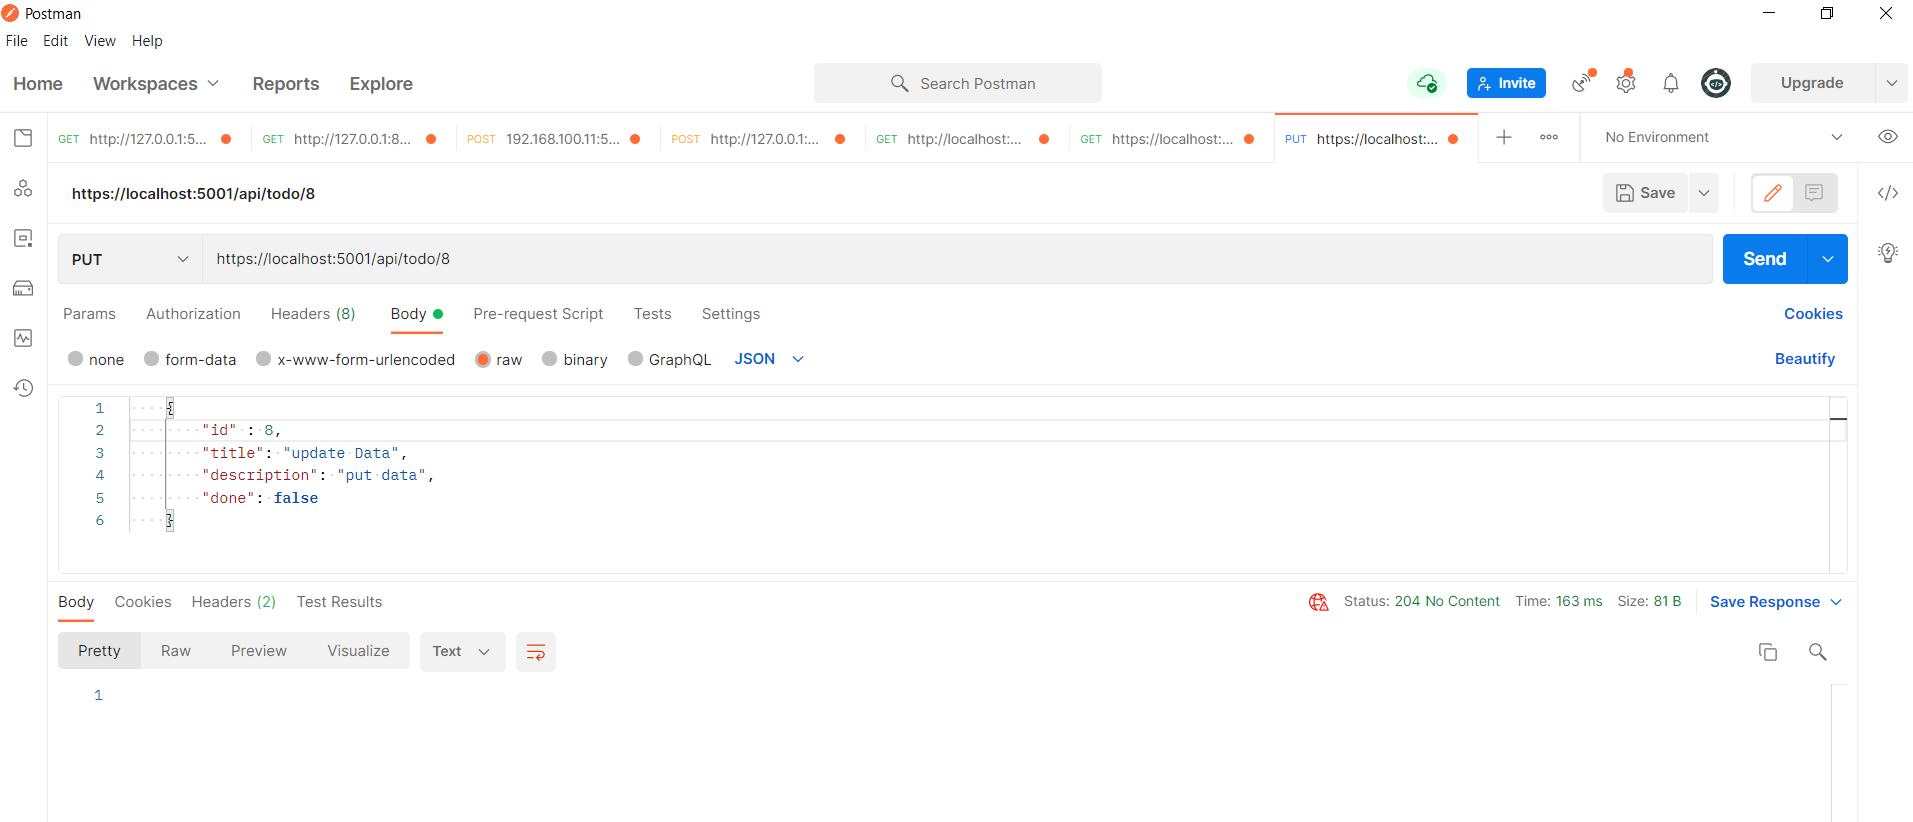 Postman
File Edit View Help
Home Workspaces Reports Explore Search Postman Invite Upgrade
GET http://127.0.0.1:5... GET http://127.0.0.1:8... POST 192.168.100.11:5... POST http://127.0.0.1:... GET http://localhost:... GET https://localhost:... PUT https://localhost:... No Environment
https://localhost:5001/api/todo/8 Save
PUT https://localhost:5001/api/todo/8 Send
Params Authorization Headers (8) Body Pre-request Script Tests Settings Cookies
none form-data x-www-form-urlencoded raw binary GraphQL JSON Beautify
1 {
2 "id" : 8,
3 "title": "update Data",
4 "description": "put data",
5 "done": false
6 }
Body Cookies Headers (2) Test Results Status: 204 No Content Time: 163 ms Size: 81 B Save Response
Pretty Raw Preview Visualize Text
1